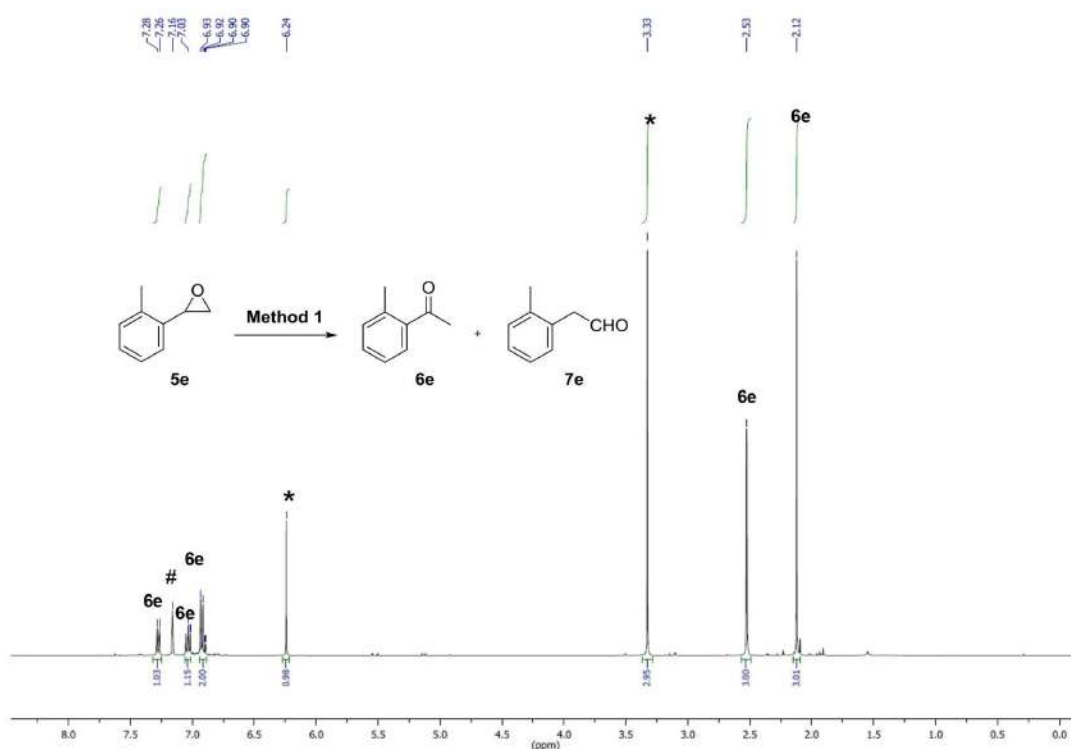 7.28
7.26
7.16
7.03
6.93
6.92
6.90
6.90
6.24
3.33
2.53
2.12
*
6e
O
Method 1
O
+
CHO
5e
6e
7e
6e
*
6e
#
6e
6e
1.03
1.15
2.00
0.98
2.95
3.00
3.01
8.0 7.5 7.0 6.5 6.0 5.5 5.0 4.5 4.0 3.5 3.0 2.5 2.0 1.5 1.0 0.5 0.0
(ppm)